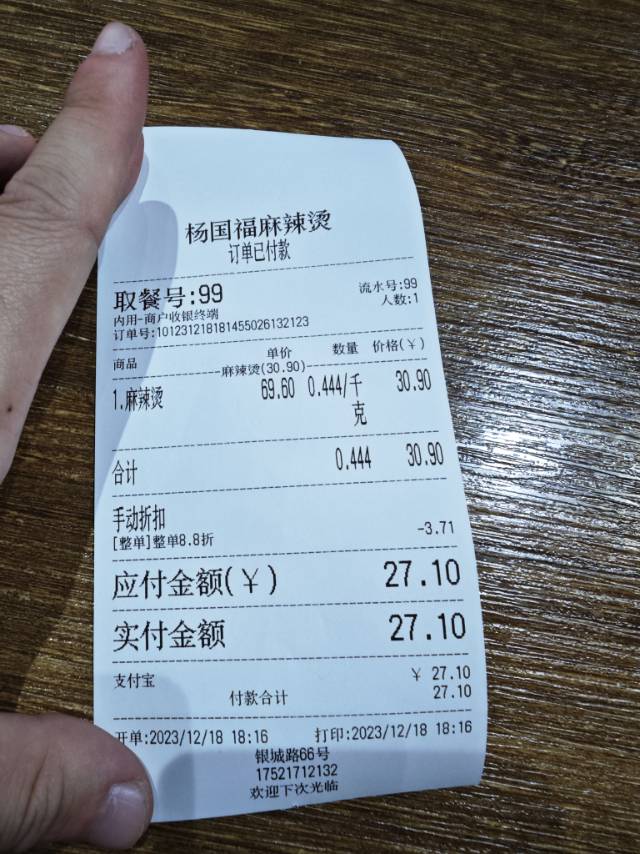 杨国福麻辣烫
订单已付款
取餐号:99 流水号:99
内用-商户收银终端 人数:1
订单号:101231218181455026132123
商品 单价 数量 价格(￥)
麻辣烫(30.90)
1.麻辣烫 69.60 0.444/千克 30.90
合计 0.444 30.90
手动折扣
[整单]整单8.8折 -3.71
应付金额(￥) 27.10
实付金额 27.10
支付宝 ￥ 27.10
付款合计 27.10
开单:2023/12/18 18:16 打印:2023/12/18 18:16
银城路66号
17521712132
欢迎下次光临